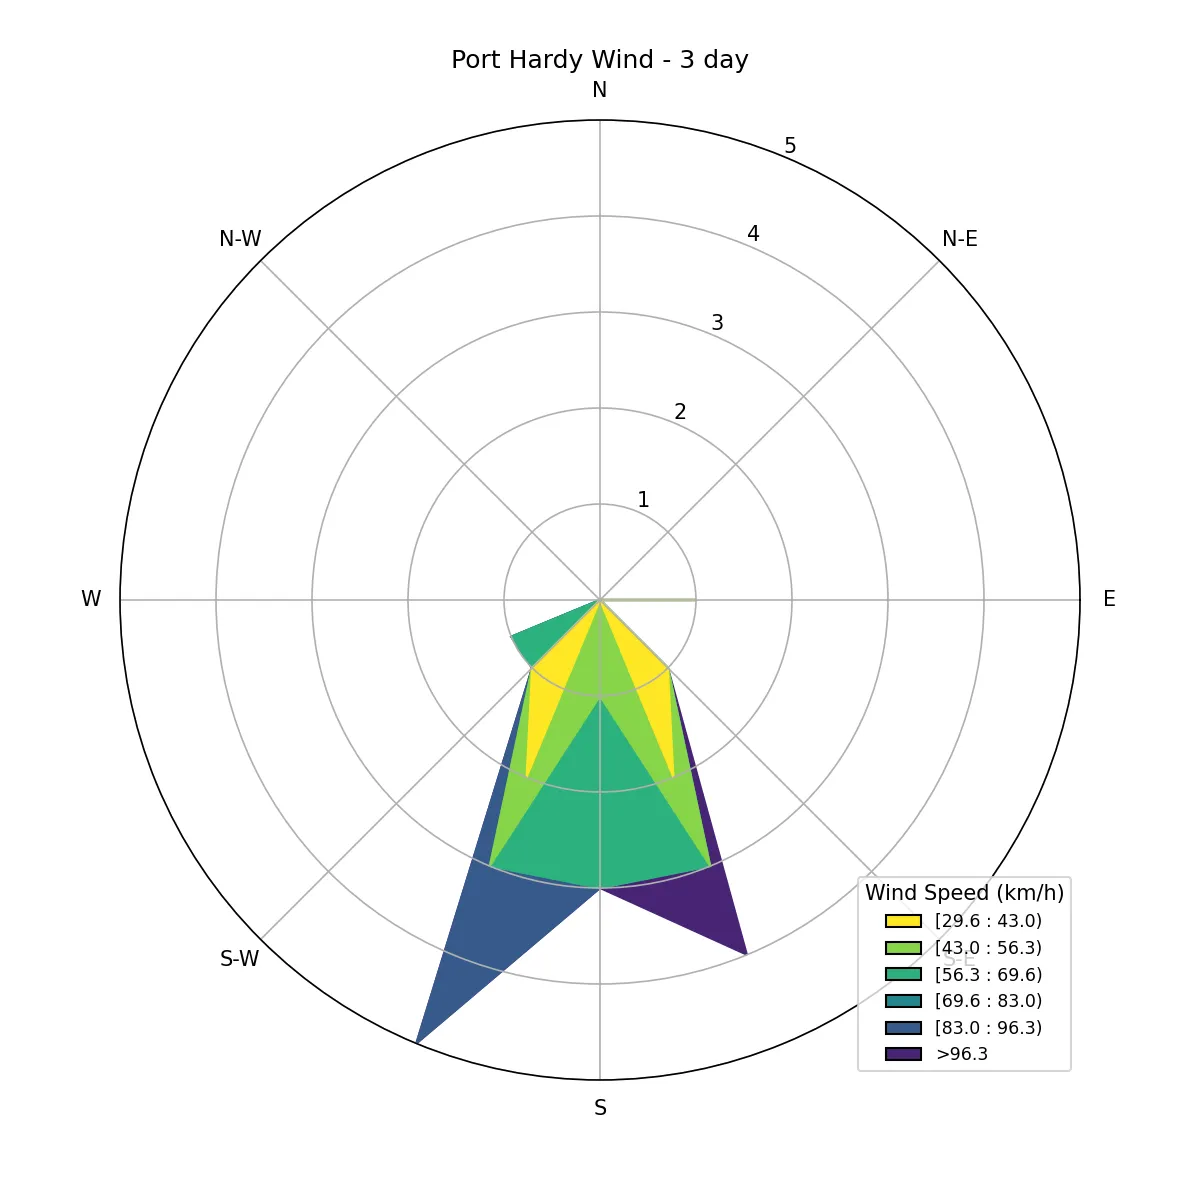 Port Hardy Wind - 3 day
N
5
N-W
N-E
4
3
2
1
W
E
Wind Speed (km/h)
[29.6 : 43.0)
[43.0 : 56.3)
S-W
S-E
[56.3 : 69.6)
[69.6 : 83.0)
[83.0 : 96.3)
>96.3
S